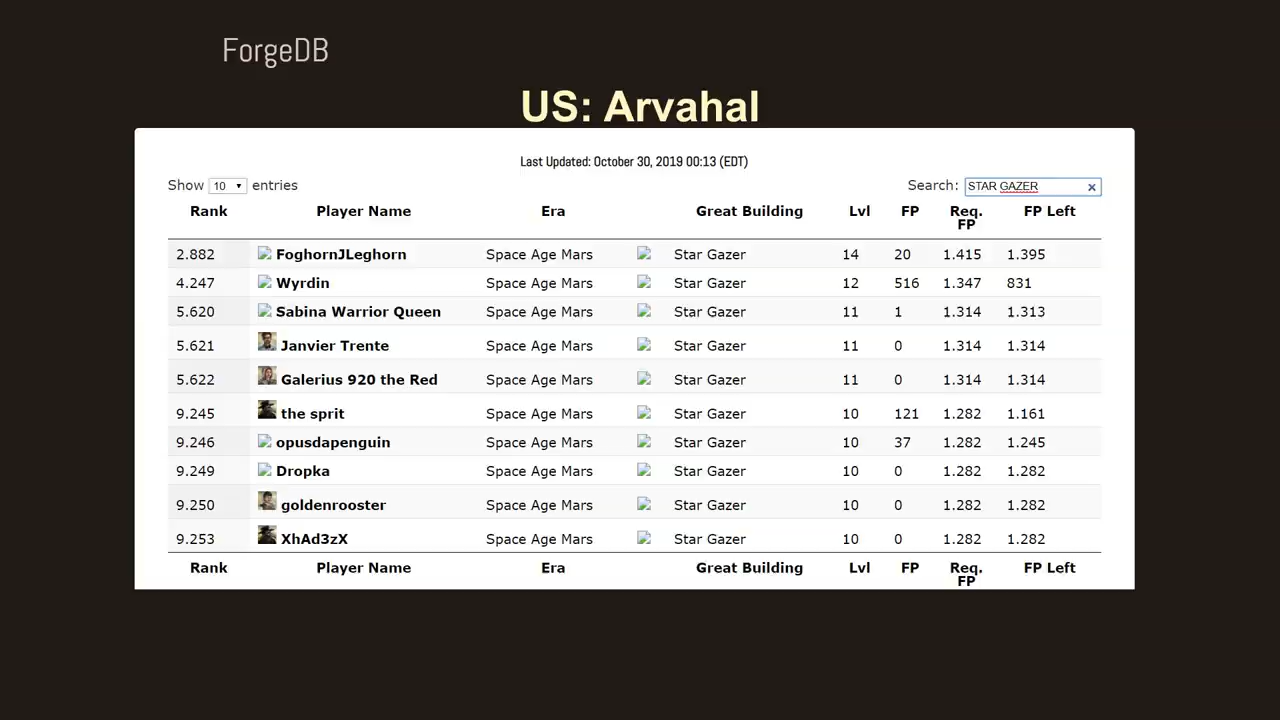 ForgeDB
US: Arvahal
Last Updated: October 30, 2019 00:13 (EDT)
Show 10 entries Search: STAR GAZER
Rank Player Name Era Great Building Lvl FP Req. FP FP Left
2.882 FoghornJLeghorn Space Age Mars Star Gazer 14 20 1.415 1.395
4.247 Wyrdin Space Age Mars Star Gazer 12 516 1.347 831
5.620 Sabina Warrior Queen Space Age Mars Star Gazer 11 1 1.314 1.313
5.621 Janvier Trente Space Age Mars Star Gazer 11 0 1.314 1.314
5.622 Galerius 920 the Red Space Age Mars Star Gazer 11 0 1.314 1.314
9.245 the sprit Space Age Mars Star Gazer 10 121 1.282 1.161
9.246 opusdapenguin Space Age Mars Star Gazer 10 37 1.282 1.245
9.249 Dropka Space Age Mars Star Gazer 10 0 1.282 1.282
9.250 goldenrooster Space Age Mars Star Gazer 10 0 1.282 1.282
9.253 XhAd3zX Space Age Mars Star Gazer 10 0 1.282 1.282
Rank Player Name Era Great Building Lvl FP Req. FP FP Left